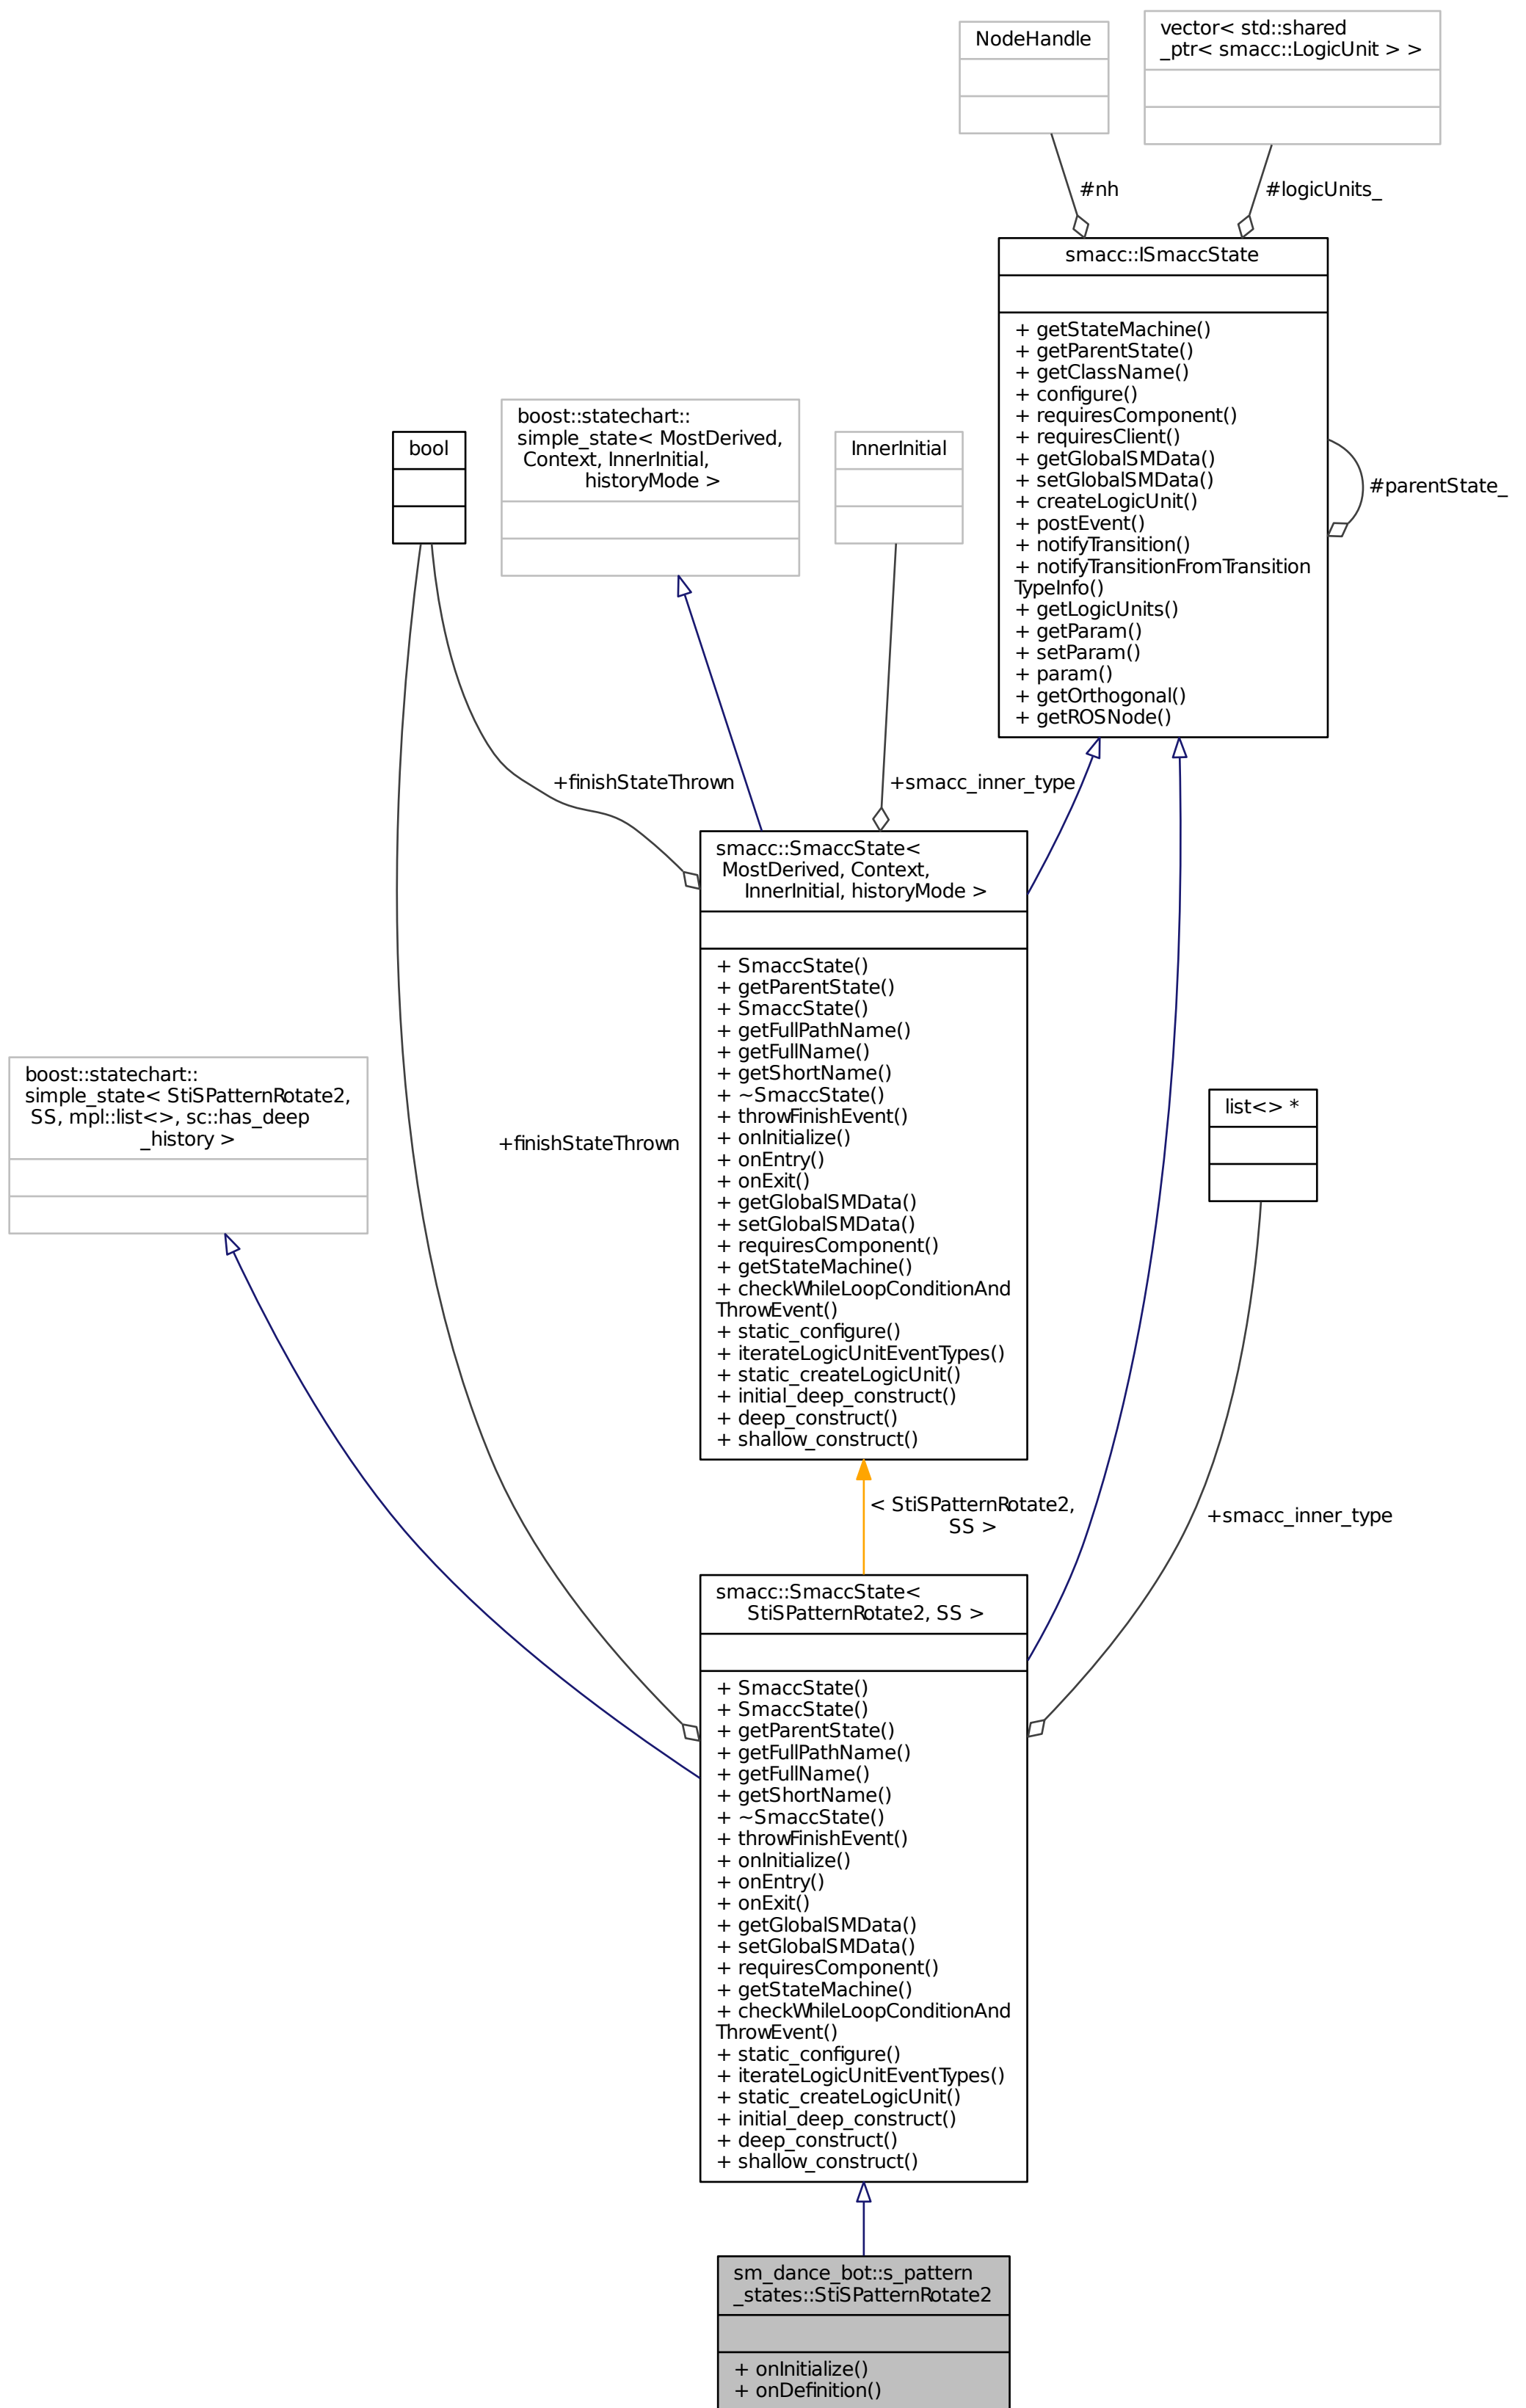 NodeHandle
vector< std::shared
_ptr< smacc::LogicUnit > >
#nh
#logicUnits_
smacc::ISmaccState
+ getStateMachine()
+ getParentState()
+ getClassName()
+ configure()
+ requiresComponent()
+ requiresClient()
+ getGlobalSMData()
+ setGlobalSMData()
+ createLogicUnit()
+ postEvent()
+ notifyTransition()
+ notifyTransitionFromTransition
TypeInfo()
+ getLogicUnits()
+ getParam()
+ setParam()
+ param()
+ getOrthogonal()
+ getROSNode()
#parentState_
bool
boost::statechart::
simple_state< MostDerived,
Context, InnerInitial,
historyMode >
InnerInitial
+finishStateThrown
+smacc_inner_type
smacc::SmaccState<
MostDerived, Context,
InnerInitial, historyMode >
+ SmaccState()
+ getParentState()
+ SmaccState()
+ getFullPathName()
+ getFullName()
+ getShortName()
+ ~SmaccState()
+ throwFinishEvent()
+ onInitialize()
+ onEntry()
+ onExit()
+ getGlobalSMData()
+ setGlobalSMData()
+ requiresComponent()
+ getStateMachine()
+ checkWhileLoopConditionAnd
ThrowEvent()
+ static_configure()
+ iterateLogicUnitEventTypes()
+ static_createLogicUnit()
+ initial_deep_construct()
+ deep_construct()
+ shallow_construct()
boost::statechart::
simple_state< StiSPatternRotate2,
SS, mpl::list<>, sc::has_deep
_history >
+finishStateThrown
list<> *
< StiSPatternRotate2,
SS >
+smacc_inner_type
smacc::SmaccState<
StiSPatternRotate2, SS >
+ SmaccState()
+ SmaccState()
+ getParentState()
+ getFullPathName()
+ getFullName()
+ getShortName()
+ ~SmaccState()
+ throwFinishEvent()
+ onInitialize()
+ onEntry()
+ onExit()
+ getGlobalSMData()
+ setGlobalSMData()
+ requiresComponent()
+ getStateMachine()
+ checkWhileLoopConditionAnd
ThrowEvent()
+ static_configure()
+ iterateLogicUnitEventTypes()
+ static_createLogicUnit()
+ initial_deep_construct()
+ deep_construct()
+ shallow_construct()
sm_dance_bot::s_pattern
_states::StiSPatternRotate2
+ onInitialize()
+ onDefinition()